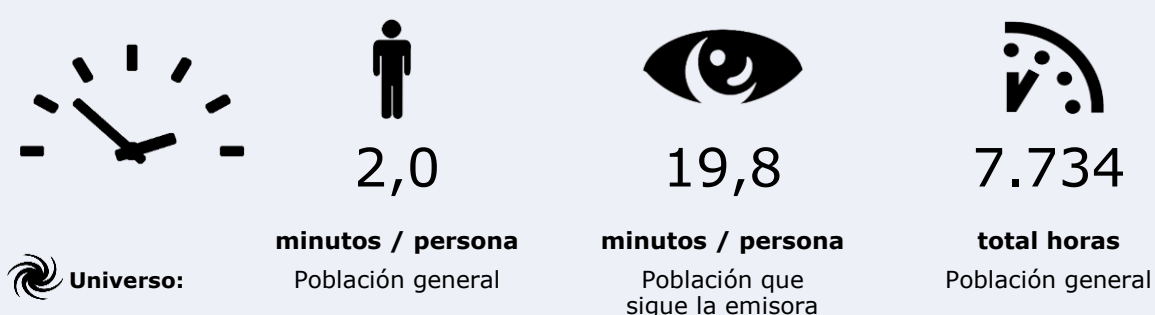 2,0
19,8
7.734
minutos / persona
minutos / persona
total horas
Universo:
Población general
Población que
sigue la emisora
Población general